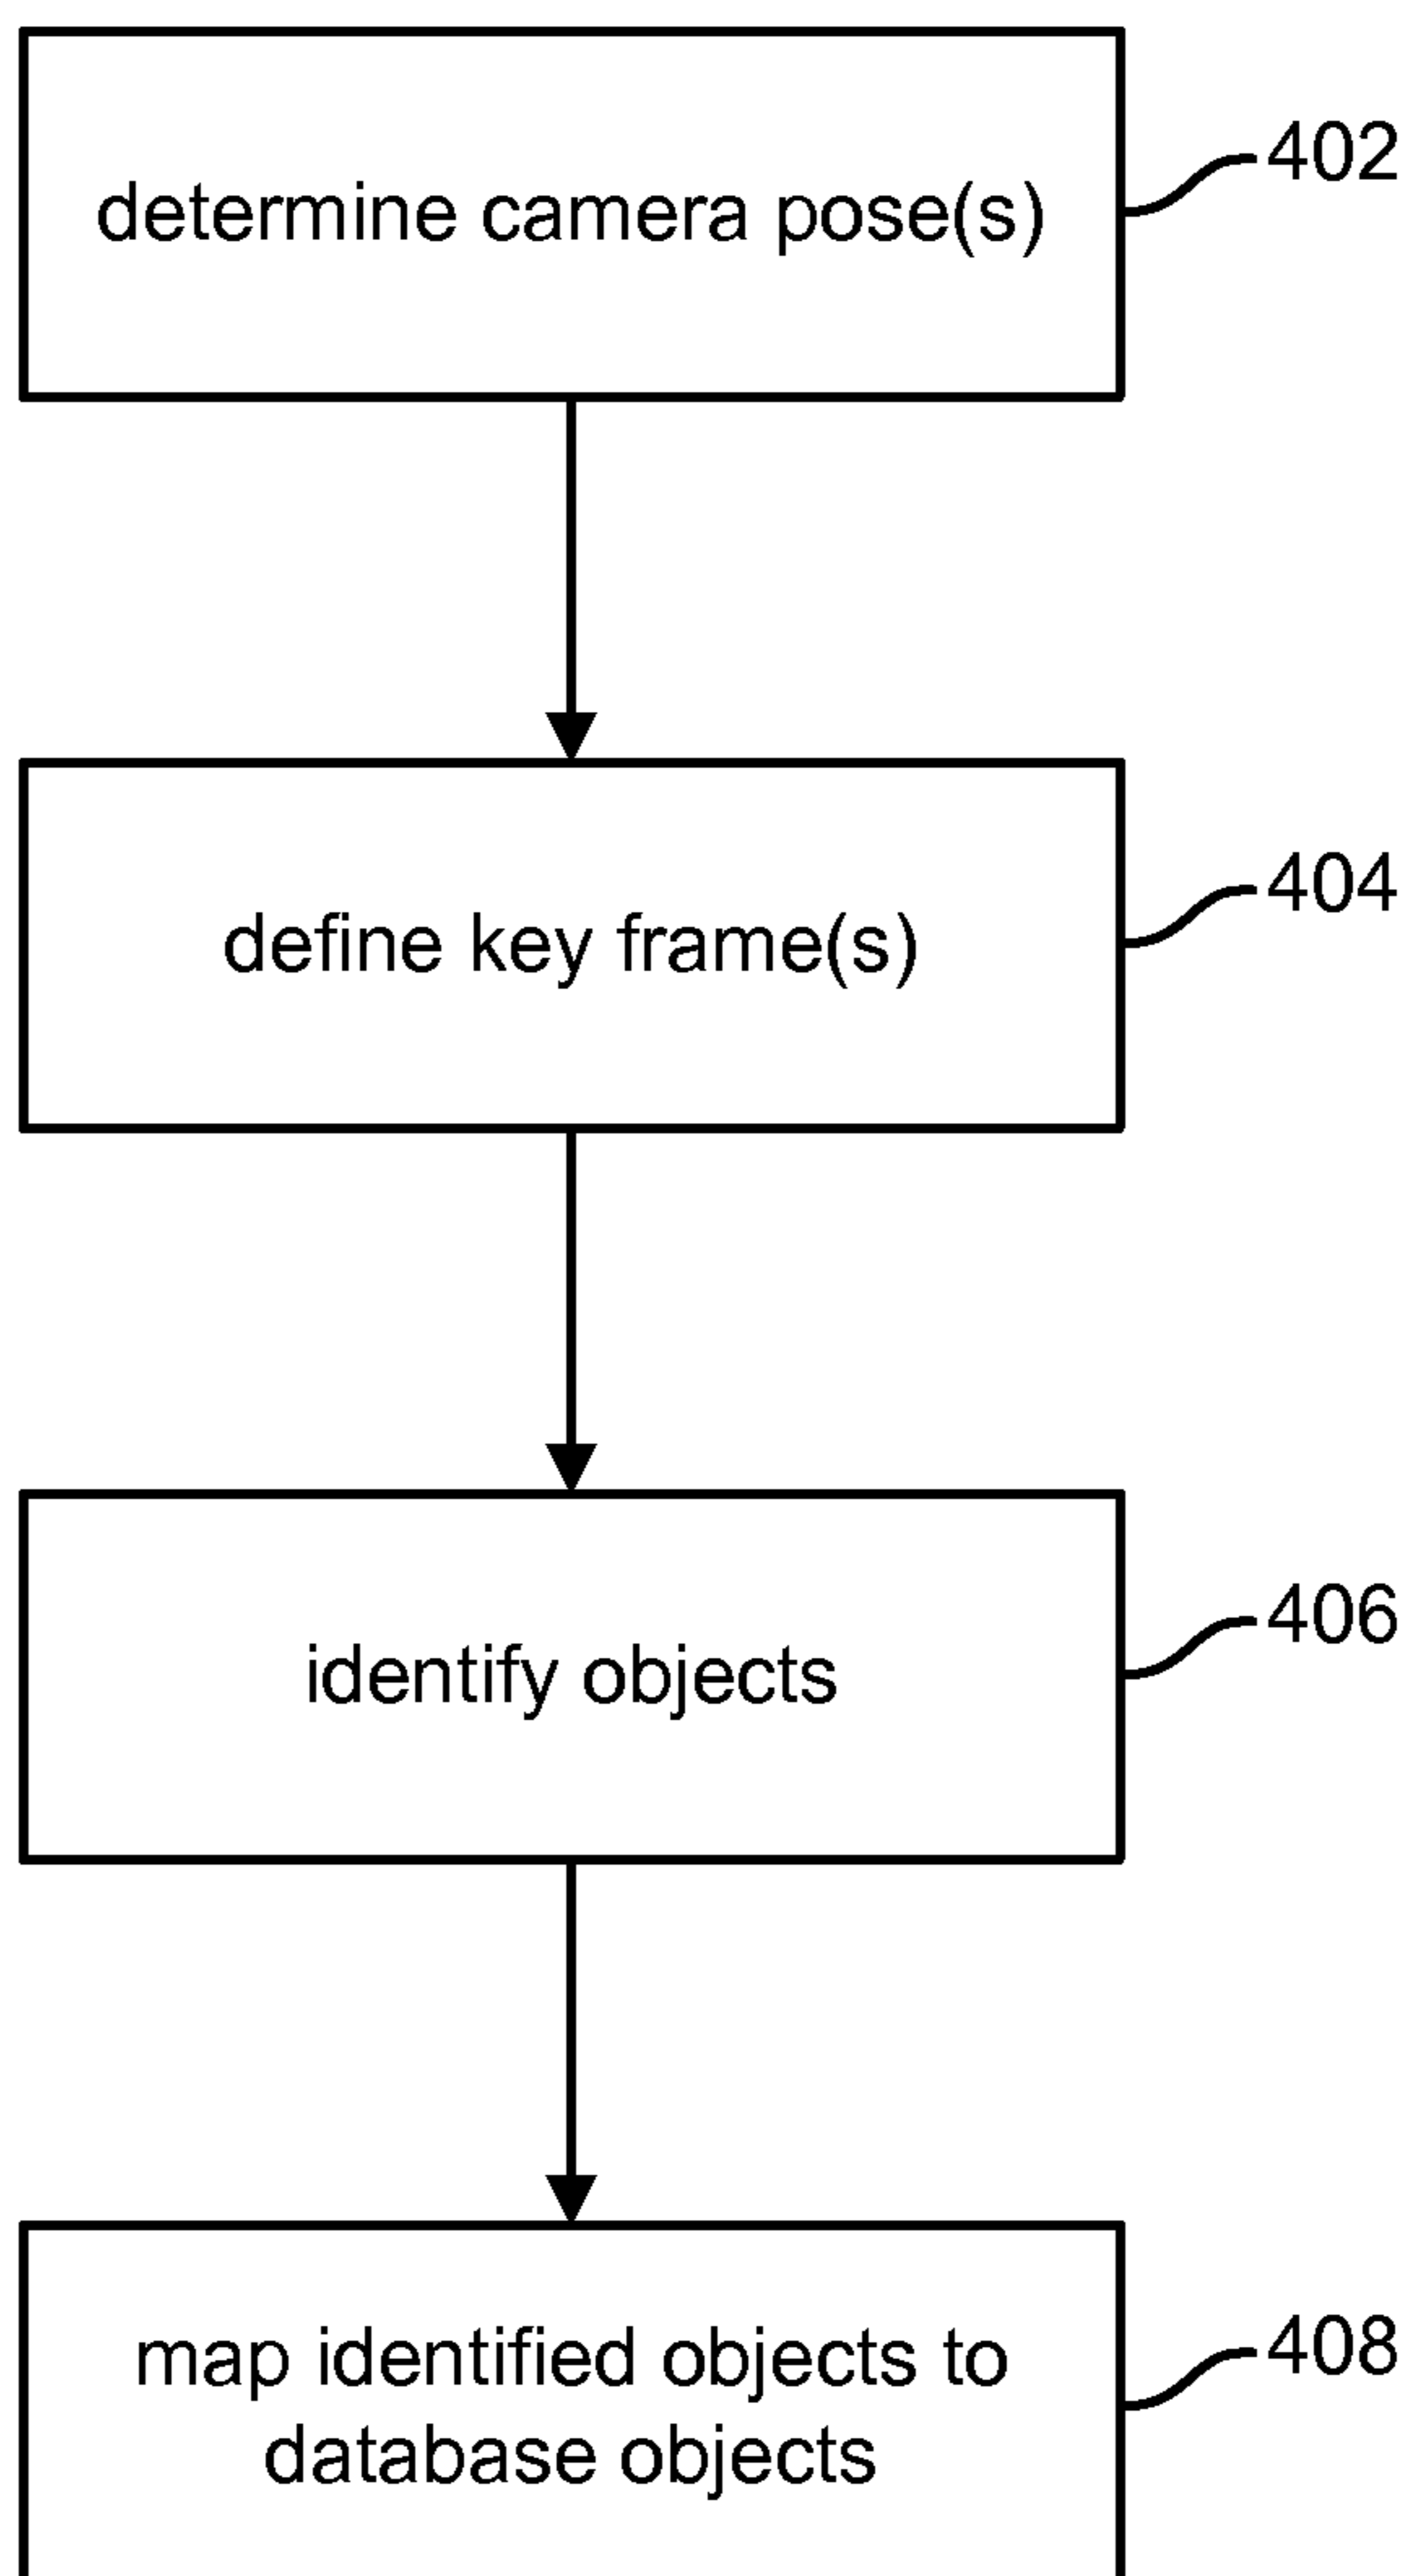 402
determine camera pose(s)
404
define key frame(s)
406
identify objects
408
map identified objects to
database objects